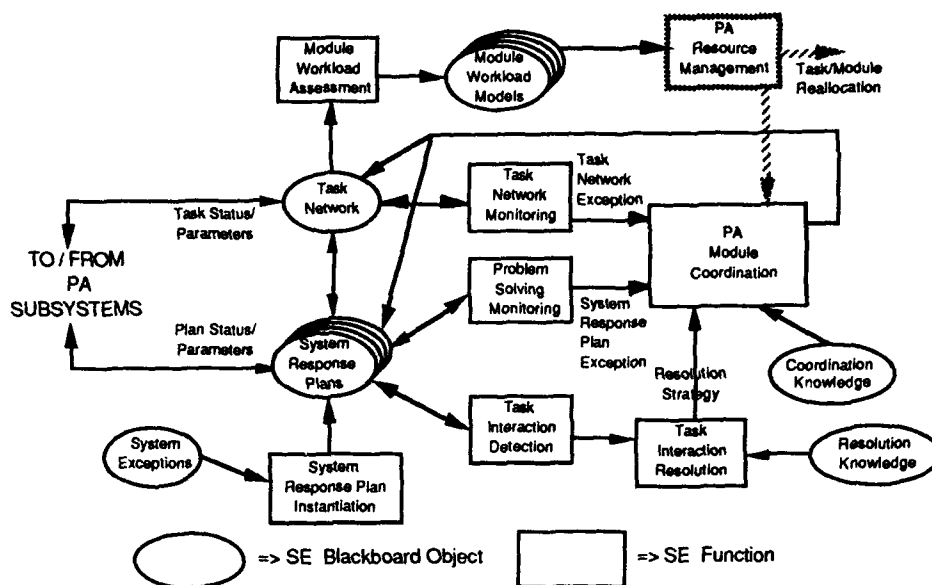 Module
Workload
Assessment
Module
Workload
Models
PA
Resource
Management
Task/Module
Reallocation
Task
Network
Task
Network
Monitoring
Task
Network
Exception
PA
Module
Coordination
Task Status/
Parameters
TO / FROM
PA
SUBSYSTEMS
Problem
Solving
Monitoring
System
Response
Plan
Exception
Plan Status/
Parameters
System
Response
Plans
Coordination
Knowledge
Resolution
Strategy
Task
Interaction
Detection
Task
Interaction
Resolution
Resolution
Knowledge
System
Exceptions
System
Response Plan
Instantiation
=> SE Blackboard Object
=> SE Function